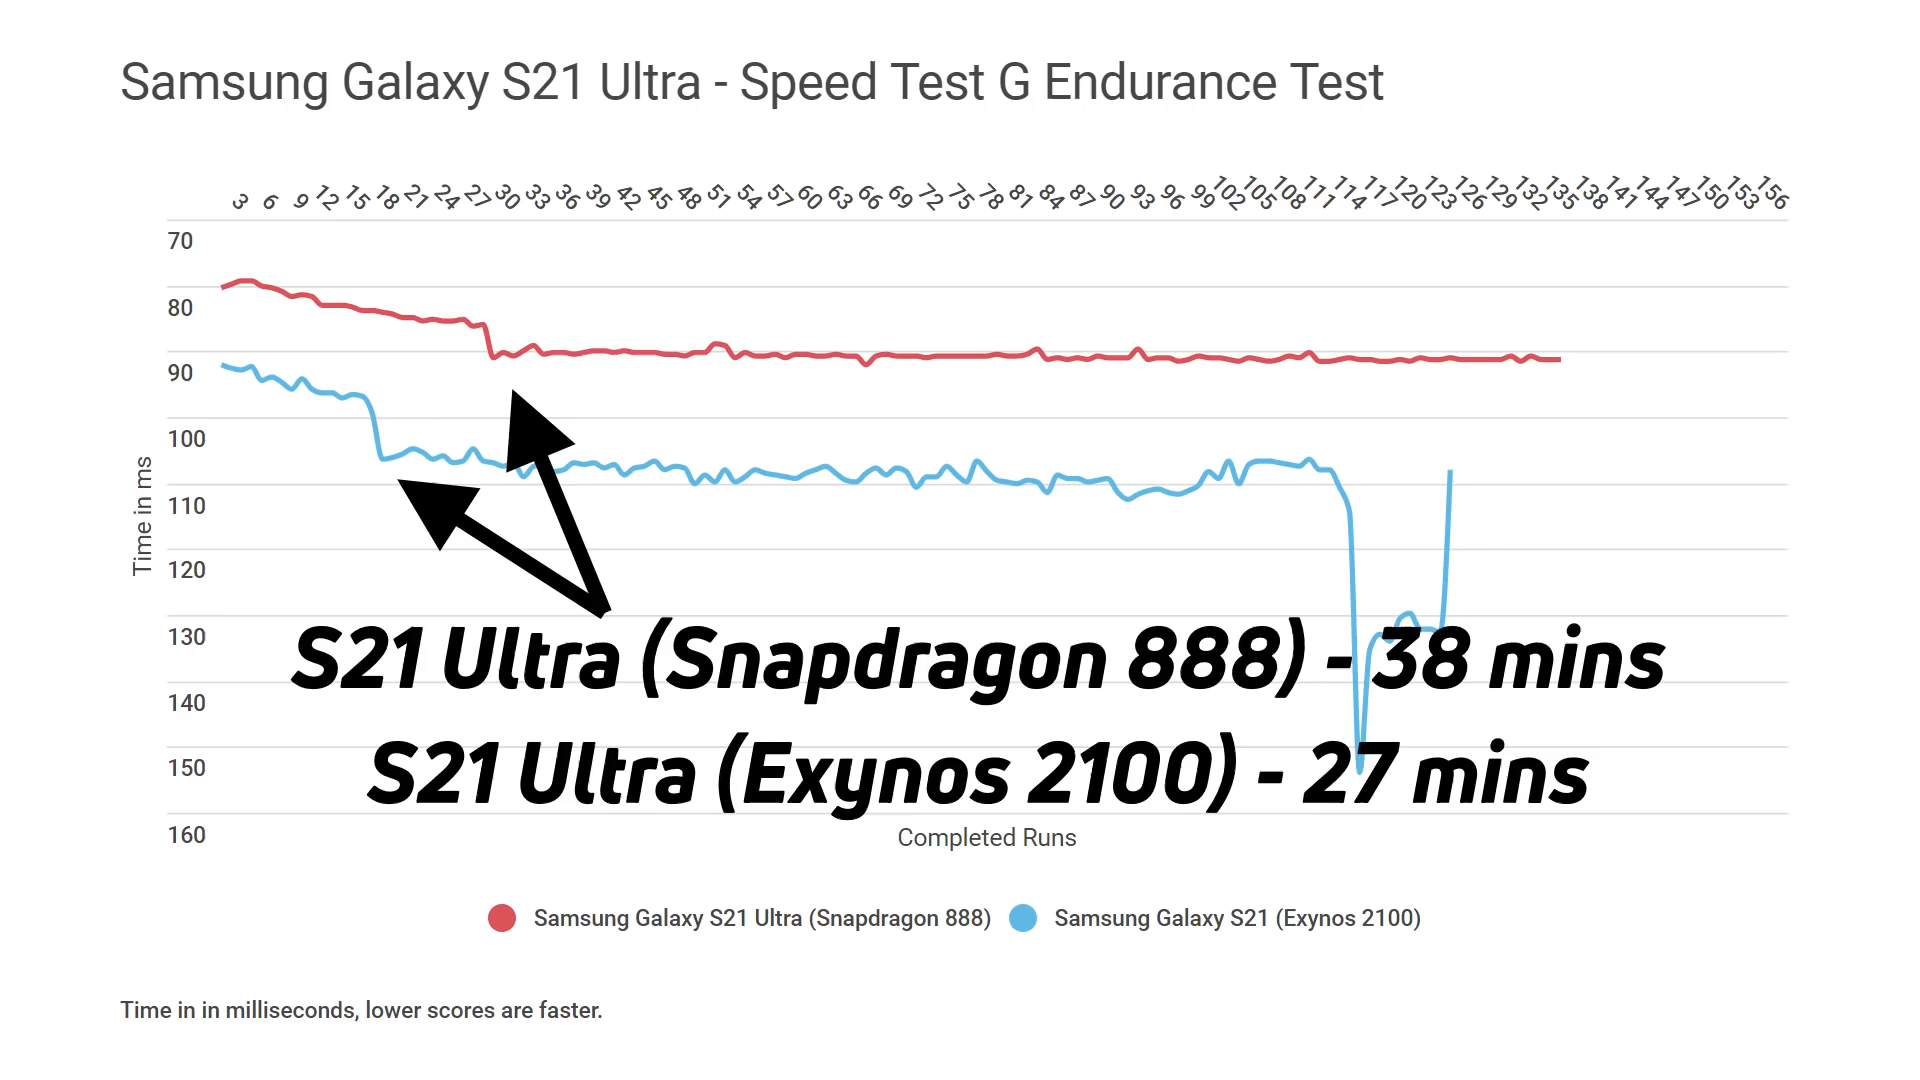 Samsung Galaxy S21 Ultra - Speed Test G Endurance Test
3 6 9 12 15 18 21 24 27 30 33 36 39 42 45 48 51 54 57 60 63 66 69 72 75 78 81 84 87 90 93 96 99 102 105 108 111 114 117 120 123 126 129 132 135 138 141 144 147 150 153 156
70
80
90
100
110
120
130
140
150
160
Time in ms
S21 Ultra (Snapdragon 888) - 38 mins
S21 Ultra (Exynos 2100) - 27 mins
Completed Runs
Samsung Galaxy S21 Ultra (Snapdragon 888) Samsung Galaxy S21 (Exynos 2100)
Time in in milliseconds, lower scores are faster.